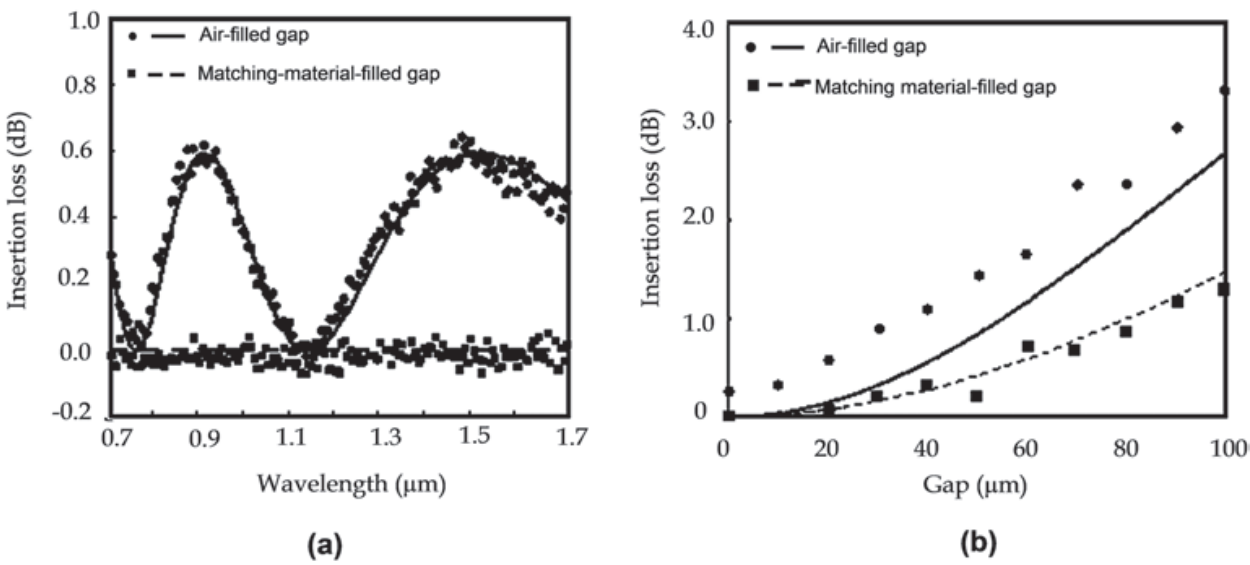 1.0
0.8
0.6
0.4
0.2
0.0
-0.2
Insertion loss (dB)
Air-filled gap
Matching-material-filled gap
0.7 0.9 1.1 1.3 1.5 1.7
Wavelength (μm)
(a)
4.0
3.0
2.0
1.0
0
Insertion loss (dB)
Air-filled gap
Matching material-filled gap
0 20 40 60 80 100
Gap (μm)
(b)